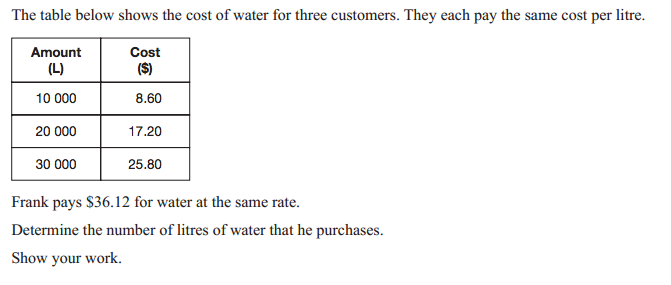 The table below shows the cost of water for three customers. They each pay the same cost per litre.
Amount Cost
(L) ($)
10 000 8.60
20 000 17.20
30 000 25.80
Frank pays $36.12 for water at the same rate.
Determine the number of litres of water that he purchases.
Show your work.